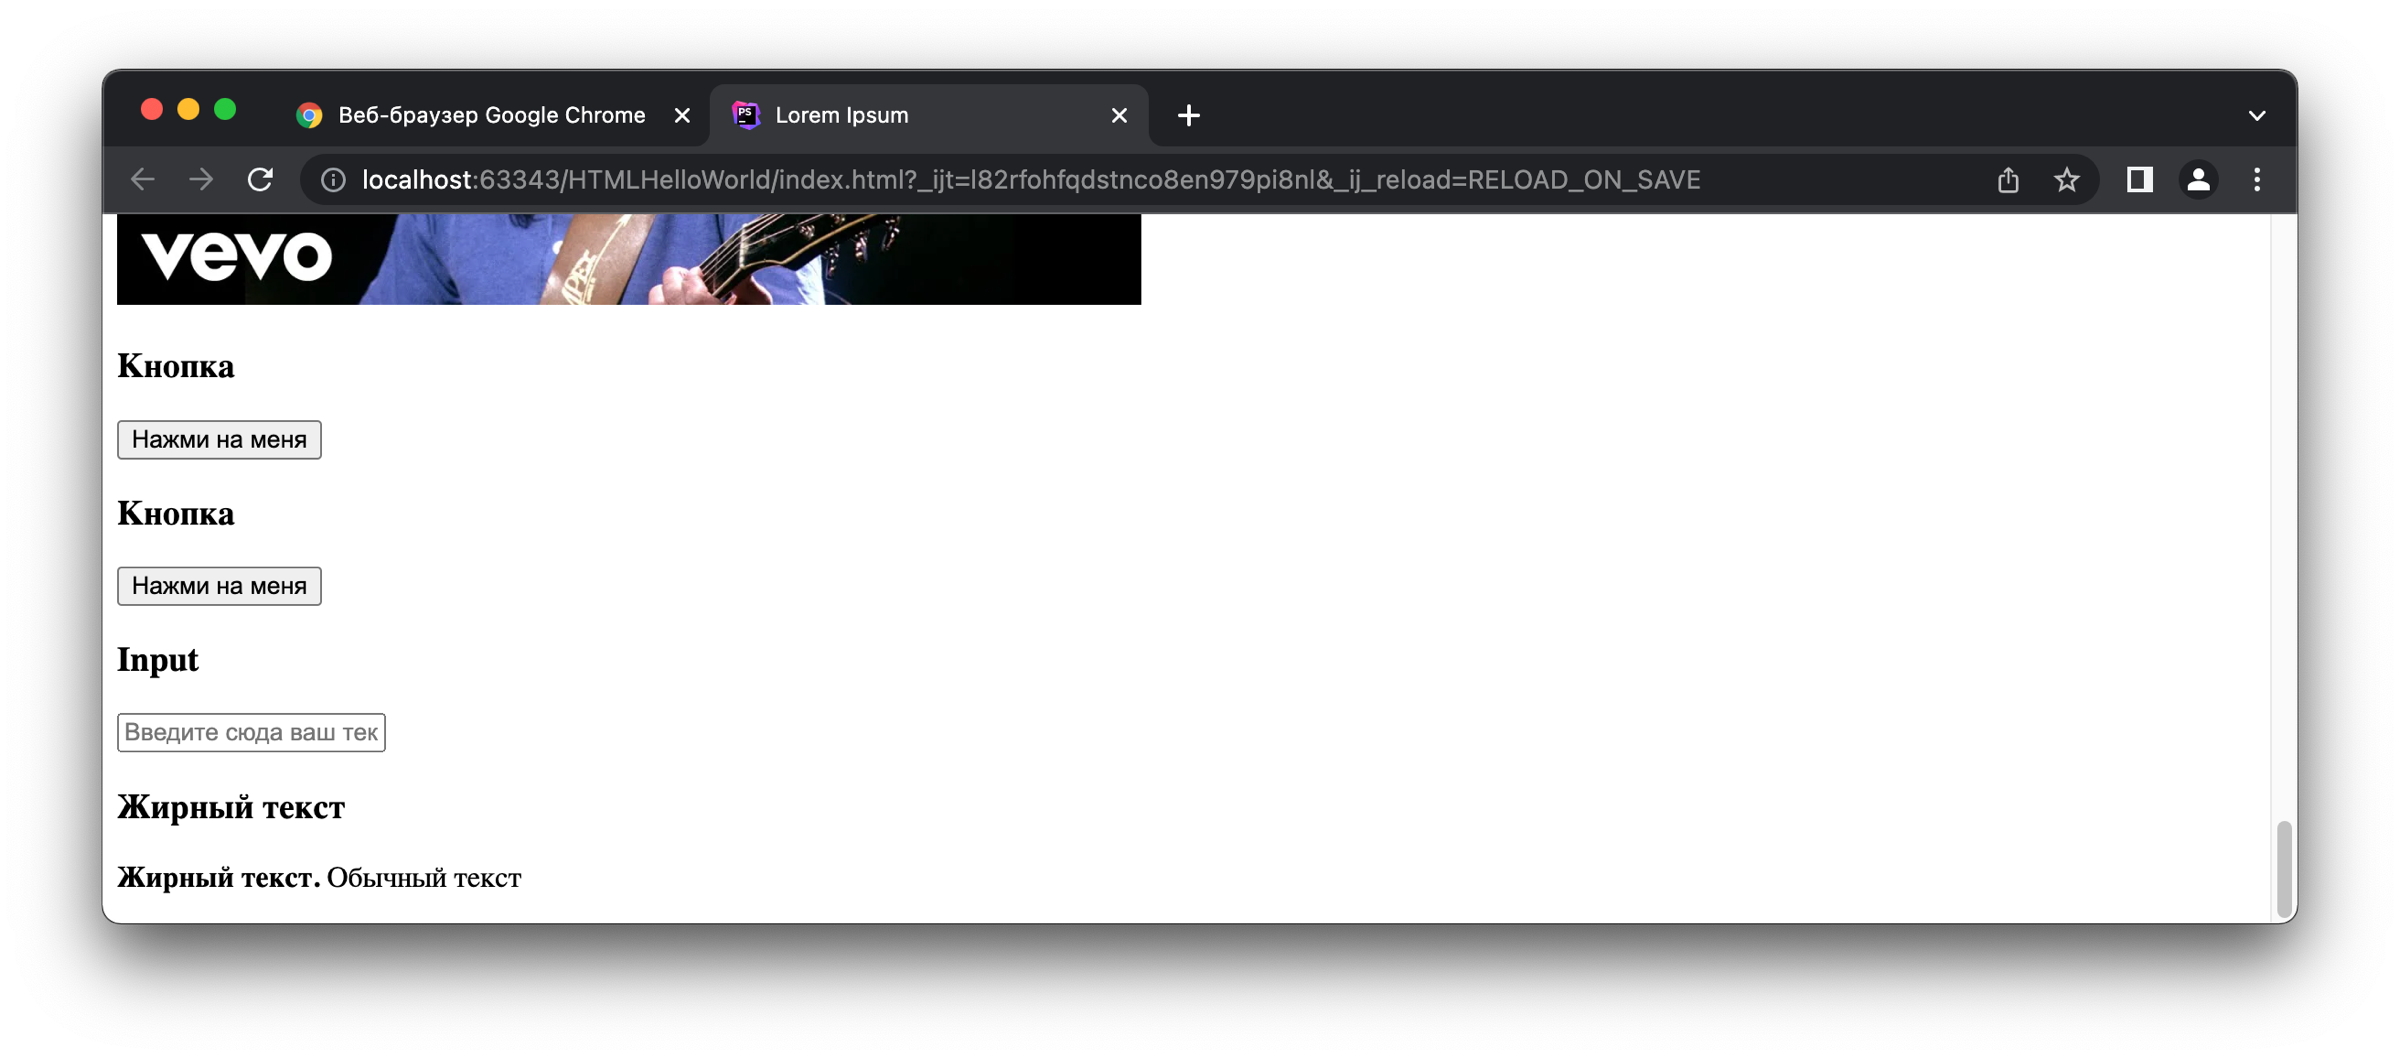 Веб-браузер Google Chrome
PS
Lorem Ipsum
localhost:63343/HTMLHelloWorld/index.html?_ijt=l82rfohfqdstnco8en979pi8nl&_ij_reload=RELOAD_ON_SAVE
vevo
Кнопка
Нажми на меня
Кнопка
Нажми на меня
Input
Введите сюда ваш тек
Жирный текст
Жирный текст. Обычный текст